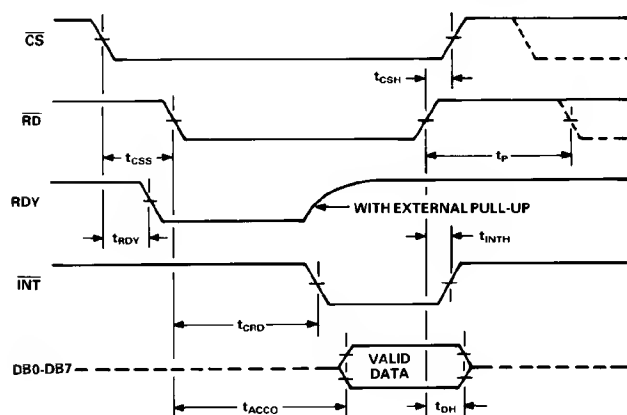 CS
tCSH
RD
tCSS
tP
RDY
WITH EXTERNAL PULL-UP
tRDY
tINTH
INT
tCRD
DB0-DB7
VALID
DATA
tACCO
tDH